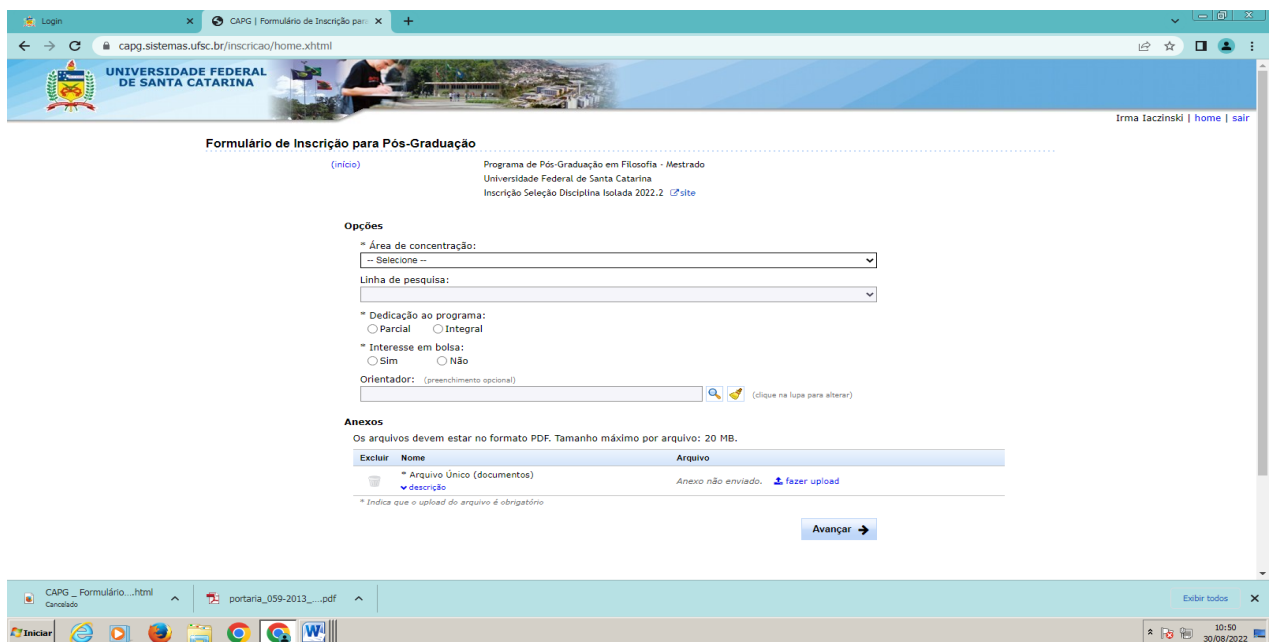 Login
CAPG | Formulário de Inscrição par
capg.sistemas.ufsc.br/inscricao/home.xhtml
UNIVERSIDADE FEDERAL
DE SANTA CATARINA
Irma Iaczinski | home | sair
Formulário de Inscrição para Pós-Graduação
(início)
Programa de Pós-Graduação em Filosofia - Mestrado
Universidade Federal de Santa Catarina
Inscrição Seleção Disciplina Isolada 2022.2 site
Opções
* Área de concentração:
-- Selecione --
Linha de pesquisa:
* Dedicação ao programa:
Parcial Integral
* Interesse em bolsa:
Sim Não
Orientador: (preenchimento opcional)
(clique na lupa para alterar)
Anexos
Os arquivos devem estar no formato PDF. Tamanho máximo por arquivo: 20 MB.
Excluir Nome Arquivo
* Arquivo Único (documentos)
descrição
Anexo não enviado. fazer upload
* Indica que o upload do arquivo é obrigatório
Avançar
CAPG _ Formulário....html
Cancelado
portaria_059-2013_....pdf
Exibir todos
Iniciar
10:50
30/08/2022